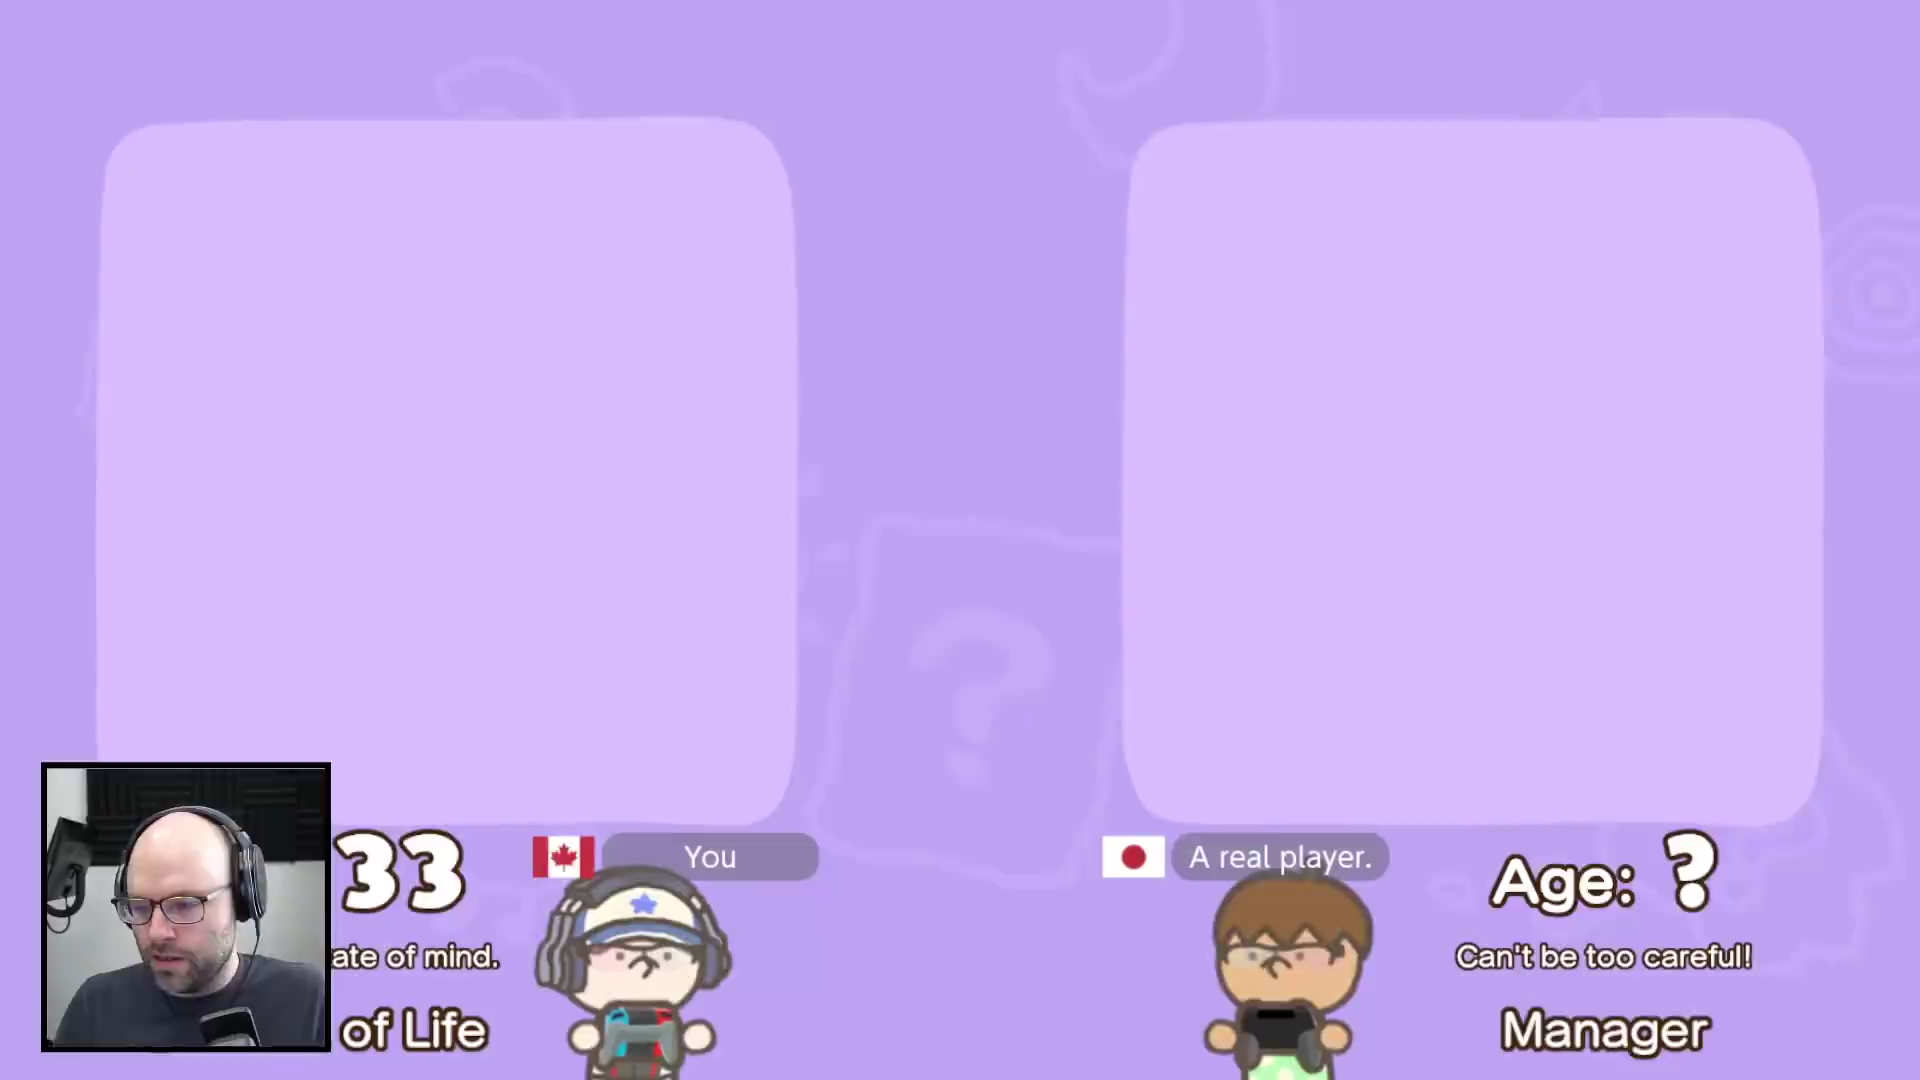 33
You
A real player.
Age: ?
ate of mind.
Can't be too careful!
of Life
Manager